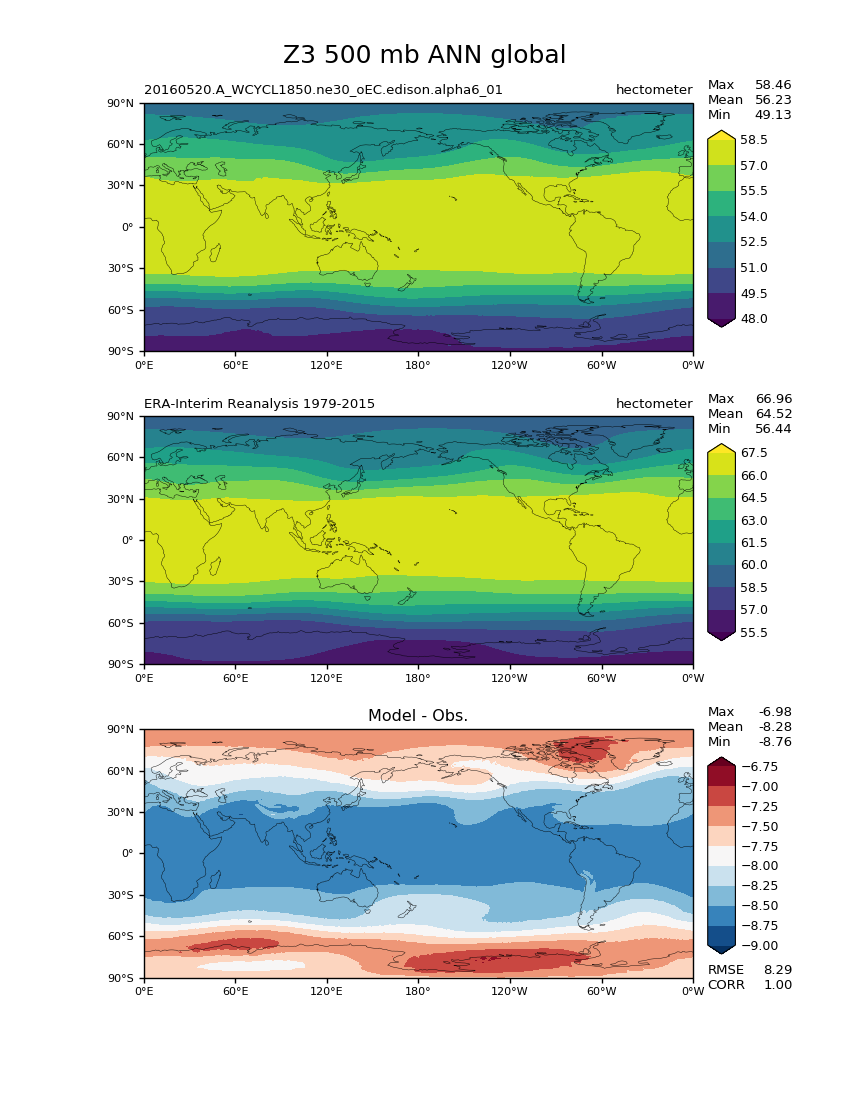 Z3 500 mb ANN global
20160520.A_WCYCL1850.ne30_oEC.edison.alpha6_01 hectometer
Max 58.46
Mean 56.23
Min 49.13
90°N
60°N
30°N
0°
30°S
60°S
90°S
0°E 60°E 120°E 180° 120°W 60°W 0°W
58.5
57.0
55.5
54.0
52.5
51.0
49.5
48.0
ERA-Interim Reanalysis 1979-2015 hectometer
Max 66.96
Mean 64.52
Min 56.44
90°N
60°N
30°N
0°
30°S
60°S
90°S
0°E 60°E 120°E 180° 120°W 60°W 0°W
67.5
66.0
64.5
63.0
61.5
60.0
58.5
57.0
55.5
Model - Obs.
Max -6.98
Mean -8.28
Min -8.76
90°N
60°N
30°N
0°
30°S
60°S
90°S
0°E 60°E 120°E 180° 120°W 60°W 0°W
−6.75
−7.00
−7.25
−7.50
−7.75
−8.00
−8.25
−8.50
−8.75
−9.00
RMSE 8.29
CORR 1.00